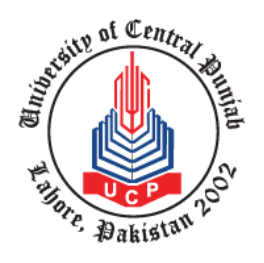 University of Central Punjab
UCP
Lahore, Pakistan 2002